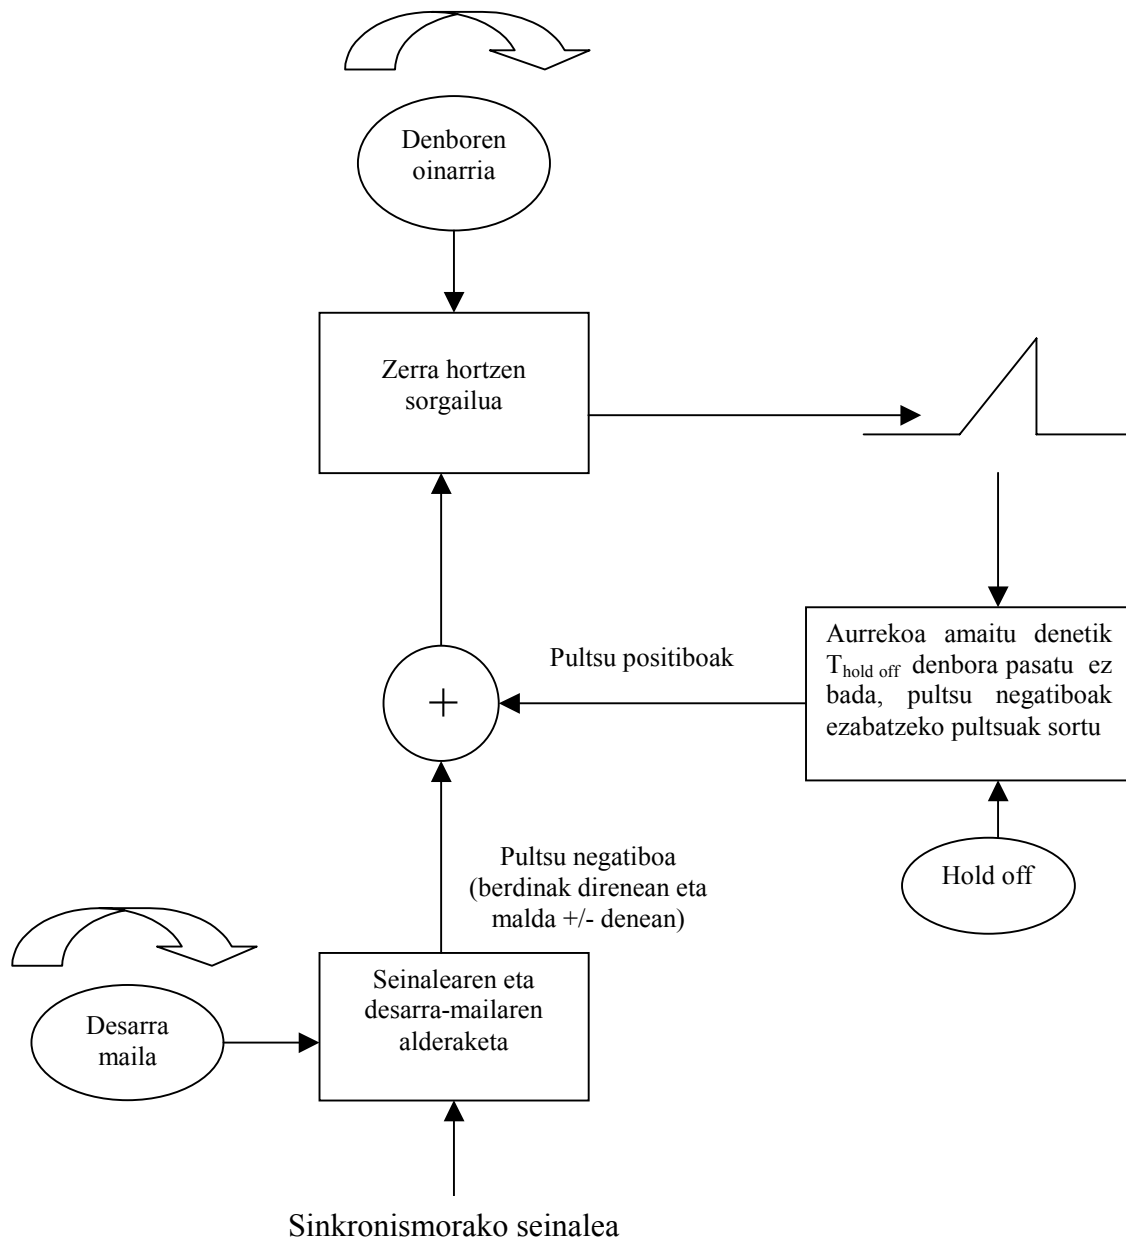 Denboren
oinarria
Zerra hortzen
sorgailua
Aurrekoa amaitu denetik
Thold off denbora pasatu ez
bada, pultsu negatiboak
ezabatzeko pultsuak sortu
Pultsu positiboak
+
Pultsu negatiboa
(berdinak direnean eta
malda +/- denean)
Hold off
Seinalearen eta
desarra-mailaren
alderaketa
Desarra
maila
Sinkronismorako seinalea